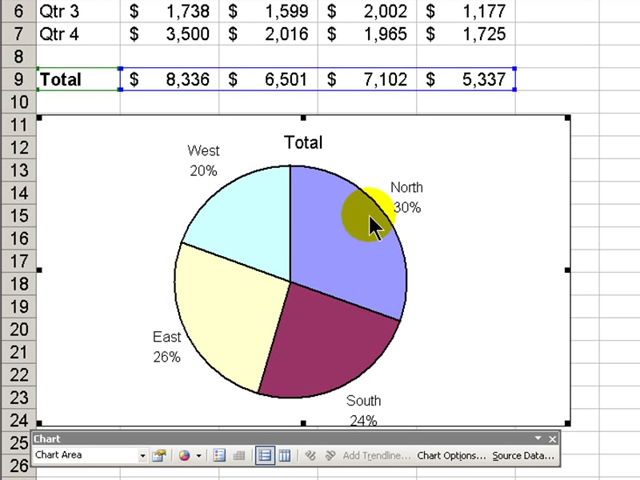 6 Qtr 3 $ 1,738 $ 1,599 $ 2,002 $ 1,177
7 Qtr 4 $ 3,500 $ 2,016 $ 1,965 $ 1,725
8
9 Total $ 8,336 $ 6,501 $ 7,102 $ 5,337
10
11
12
13
14
15
16
17
18
19
20
21
22
23
24
25
26
Total
West
20%
North
30%
East
26%
South
24%
Chart
Chart Area Add Trendline... Chart Options... Source Data...